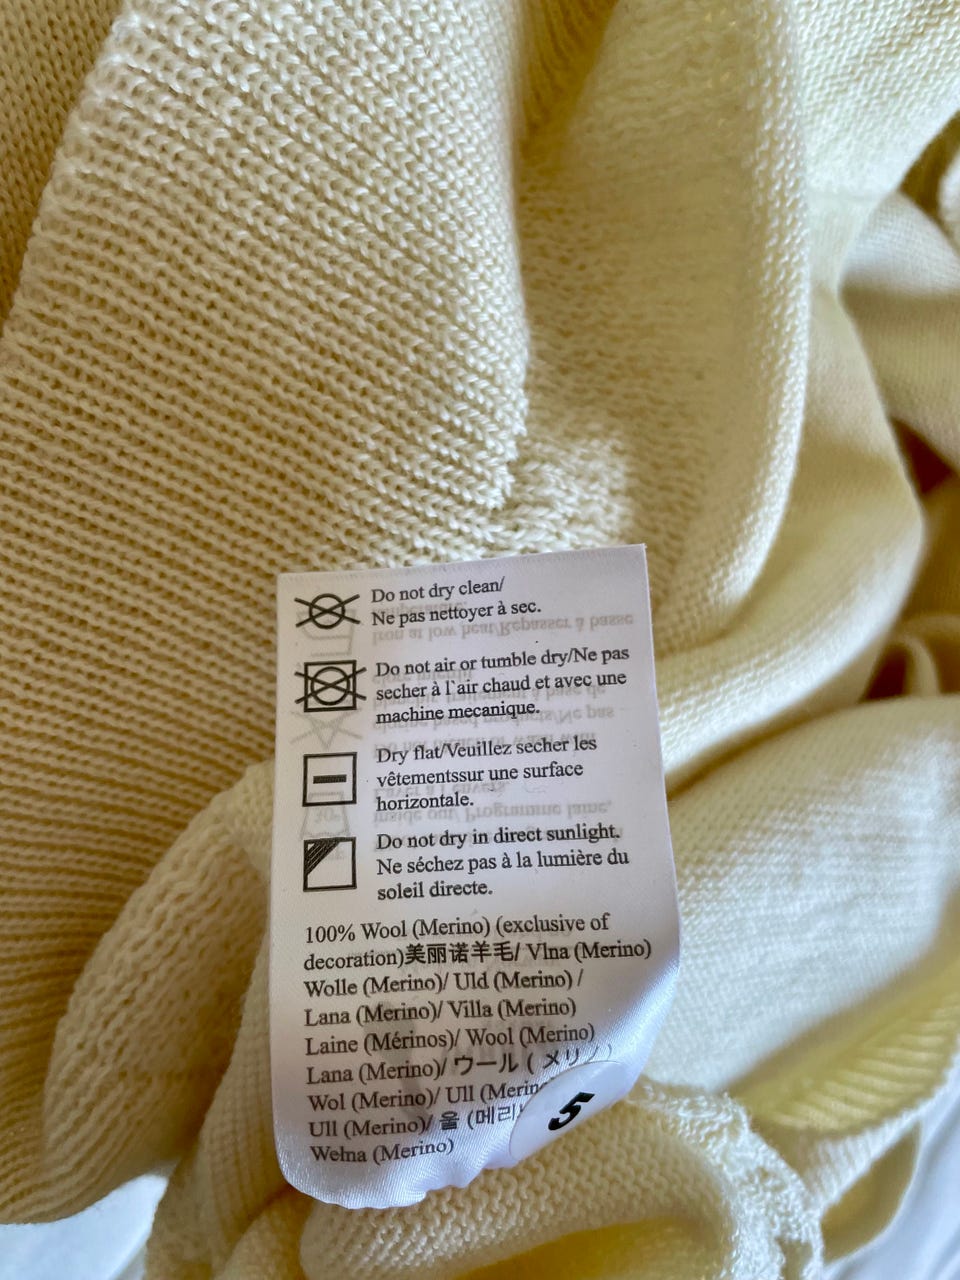 Do not dry clean/
Ne pas nettoyer à sec.
Do not air or tumble dry/Ne pas
secher à l`air chaud et avec une
machine mecanique.
Dry flat/Veuillez secher les
vêtementssur une surface
horizontale.
Do not dry in direct sunlight.
Ne séchez pas à la lumière du
soleil directe.
100% Wool (Merino) (exclusive of
decoration)美丽诺羊毛/ Vlna (Merino)
Wolle (Merino)/ Uld (Merino) /
Lana (Merino)/ Villa (Merino)
Laine (Mérinos)/ Wool (Merino)
Lana (Merino)/ ウール ( メリノ )
Wol (Merino)/ Ull (Merin
Ull (Merino)/ 울 (메리
Wełna (Merino)
5